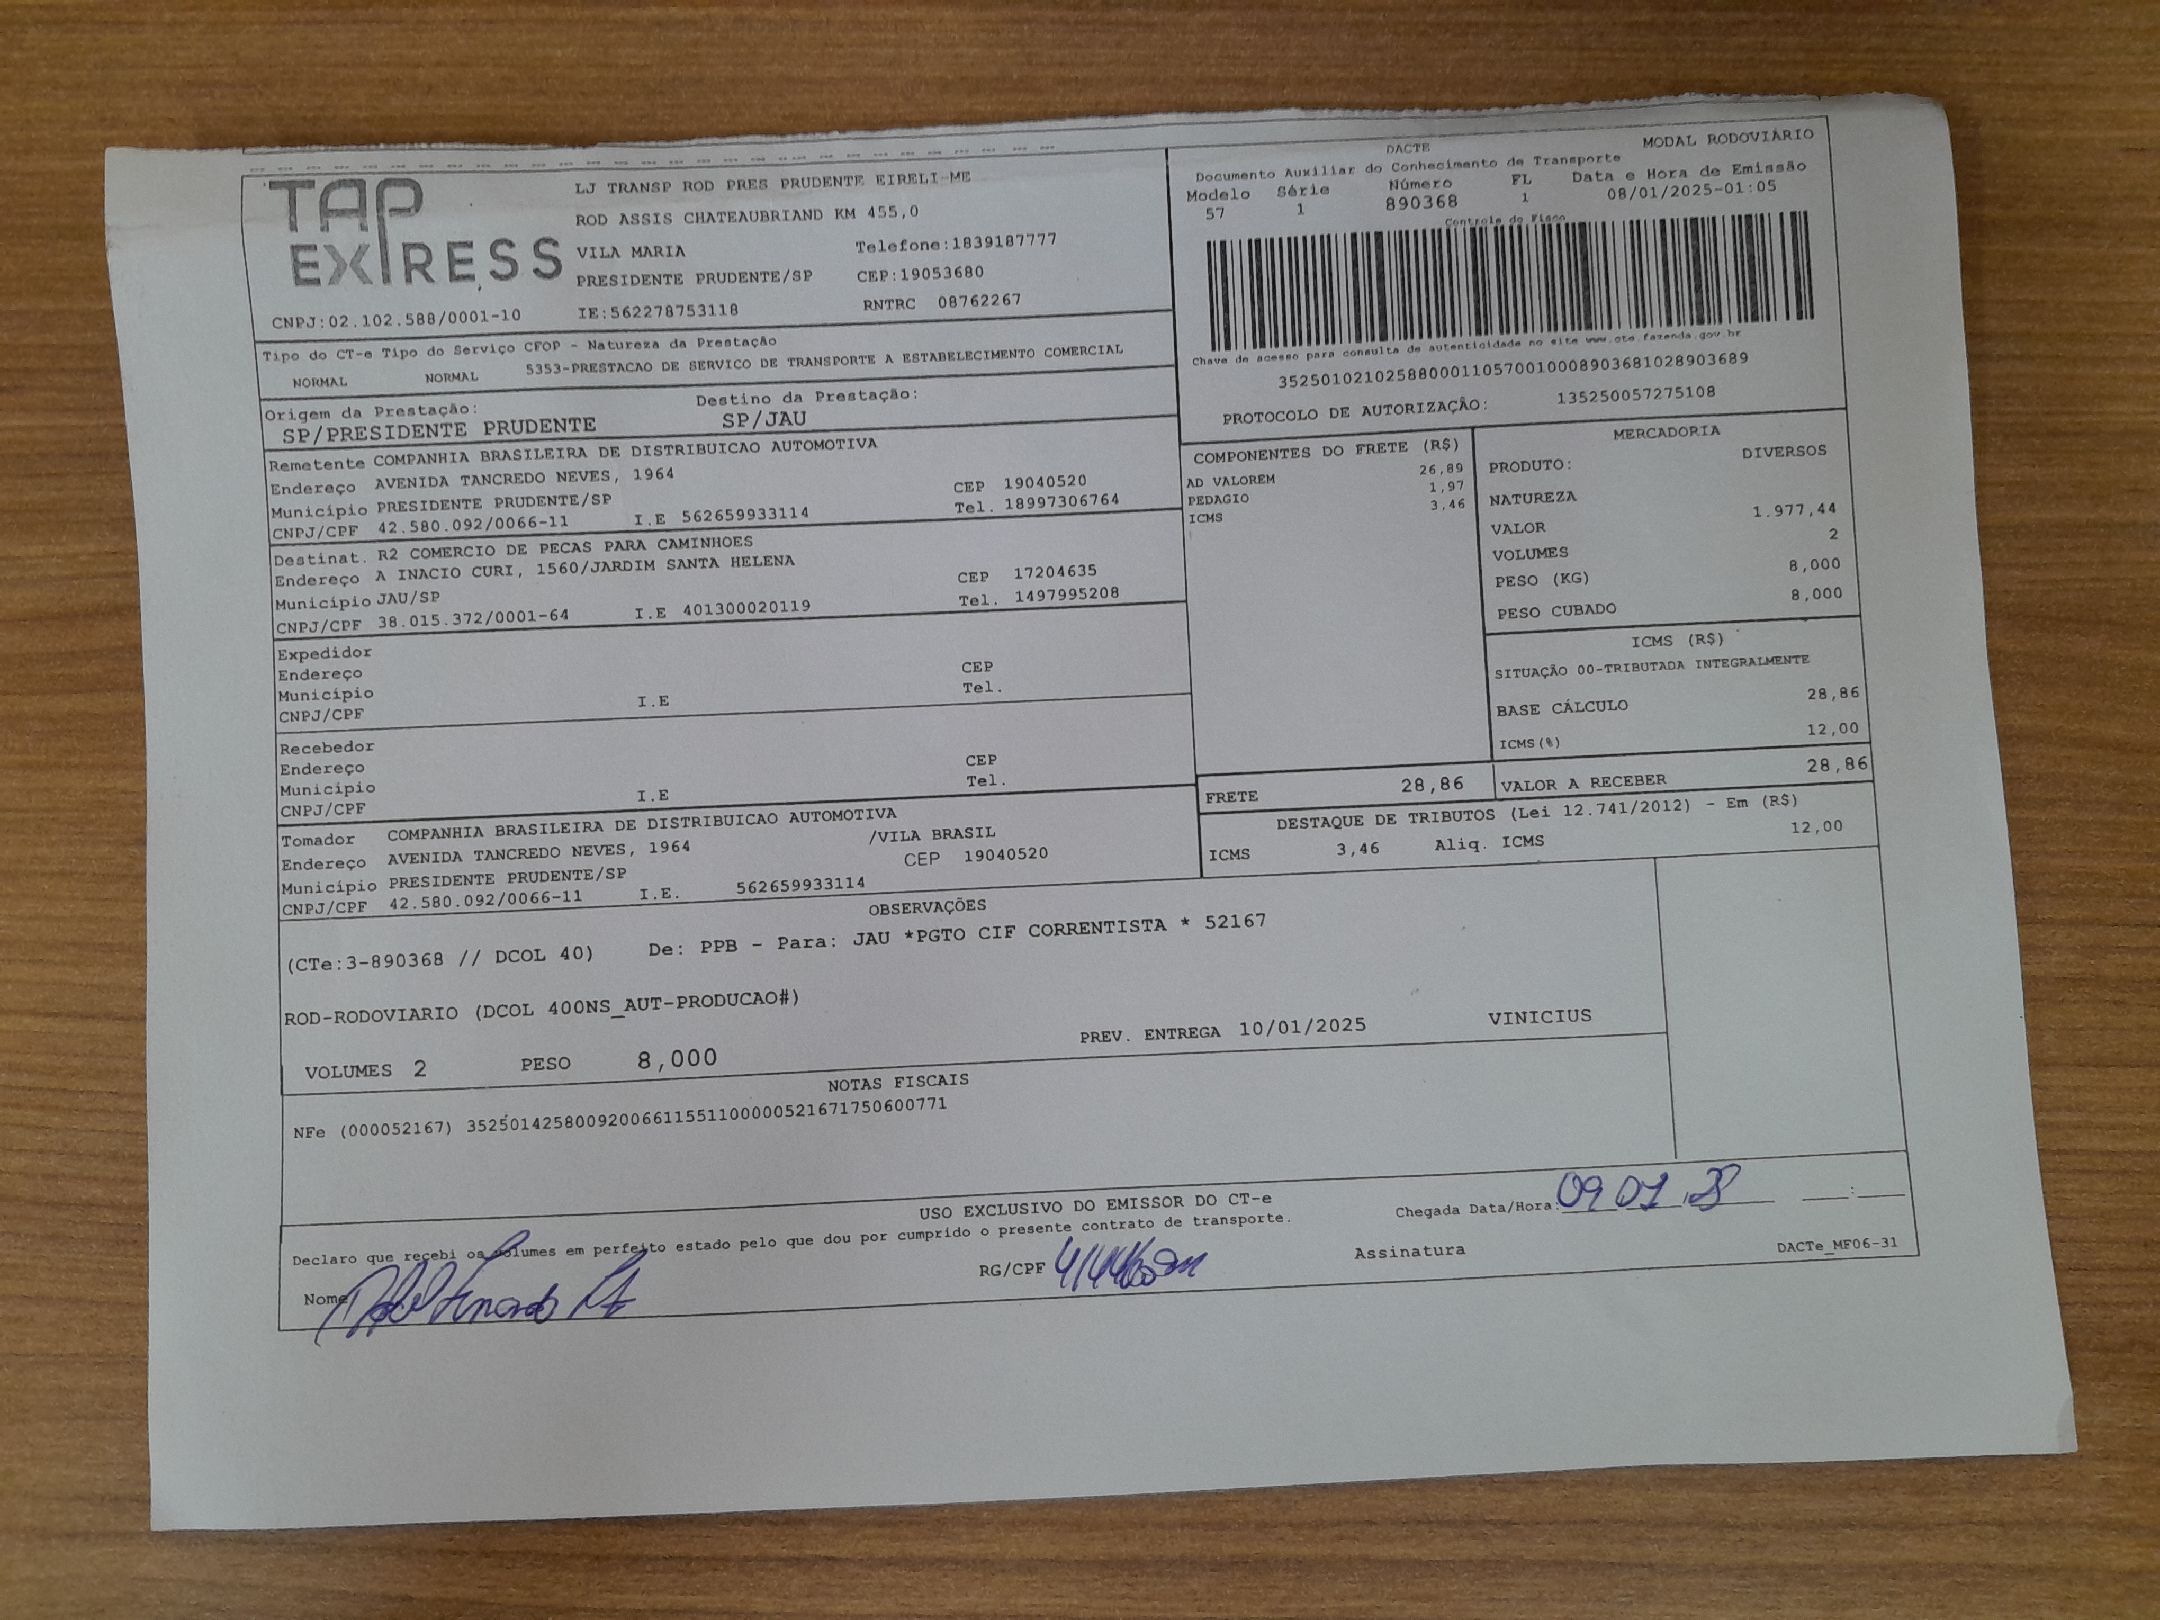 TAP
EXPRESS
LJ TRANSP ROD PRES PRUDENTE EIRELI-ME
ROD ASSIS CHATEAUBRIAND KM 455,0
VILA MARIA Telefone:1839187777
PRESIDENTE PRUDENTE/SP CEP:19053680
CNPJ:02.102.588/0001-10 IE:562278753118 RNTRC 08762267
DACTE MODAL RODOVIÁRIO
Documento Auxiliar do Conhecimento de Transporte
Modelo Série Número FL Data e Hora de Emissão
57 1 890368 1 08/01/2025-01:05
Controle do Fisco
Chave de acesso para consulta de autenticidade no site www.cte.fazenda.gov.br
35250102102588000110570010008903681028903689
PROTOCOLO DE AUTORIZAÇÃO: 135250057275108
Tipo do CT-e Tipo do Serviço CFOP - Natureza da Prestação
NORMAL NORMAL 5353-PRESTACAO DE SERVICO DE TRANSPORTE A ESTABELECIMENTO COMERCIAL
Origem da Prestação: Destino da Prestação:
SP/PRESIDENTE PRUDENTE SP/JAU
Remetente COMPANHIA BRASILEIRA DE DISTRIBUICAO AUTOMOTIVA
Endereço AVENIDA TANCREDO NEVES, 1964 CEP 19040520
Município PRESIDENTE PRUDENTE/SP Tel. 18997306764
CNPJ/CPF 42.580.092/0066-11 I.E 562659933114
Destinat. R2 COMERCIO DE PECAS PARA CAMINHOES
Endereço A INACIO CURI, 1560/JARDIM SANTA HELENA CEP 17204635
Município JAU/SP Tel. 1497995208
CNPJ/CPF 38.015.372/0001-64 I.E 401300020119
Expedidor
Endereço CEP
Município Tel.
CNPJ/CPF I.E
Recebedor
Endereço CEP
Município Tel.
CNPJ/CPF I.E
Tomador COMPANHIA BRASILEIRA DE DISTRIBUICAO AUTOMOTIVA
Endereço AVENIDA TANCREDO NEVES, 1964 /VILA BRASIL
Município PRESIDENTE PRUDENTE/SP CEP 19040520
CNPJ/CPF 42.580.092/0066-11 I.E. 562659933114
COMPONENTES DO FRETE (R$)
AD VALOREM 26,89
PEDAGIO 1,97
ICMS 3,46
MERCADORIA
PRODUTO: DIVERSOS
NATUREZA
VALOR 1.977,44
VOLUMES 2
PESO (KG) 8,000
PESO CUBADO 8,000
ICMS (R$)
SITUAÇÃO 00-TRIBUTADA INTEGRALMENTE
BASE CÁLCULO 28,86
ICMS(%) 12,00
FRETE 28,86 VALOR A RECEBER 28,86
DESTAQUE DE TRIBUTOS (Lei 12.741/2012) - Em (R$)
ICMS 3,46 Aliq. ICMS 12,00
OBSERVAÇÕES
(CTe:3-890368 // DCOL 40) De: PPB - Para: JAU *PGTO CIF CORRENTISTA * 52167
ROD-RODOVIARIO (DCOL 400NS_AUT-PRODUCAO#)
PREV. ENTREGA 10/01/2025 VINICIUS
VOLUMES 2 PESO 8,000
NOTAS FISCAIS
NFe (000052167) 35250142580092006611551100000521671750600771
USO EXCLUSIVO DO EMISSOR DO CT-e
Declaro que recebi os volumes em perfeito estado pelo que dou por cumprido o presente contrato de transporte.
Chegada Data/Hora: 09 01
Nome RG/CPF Assinatura
DACTe_MF06-31